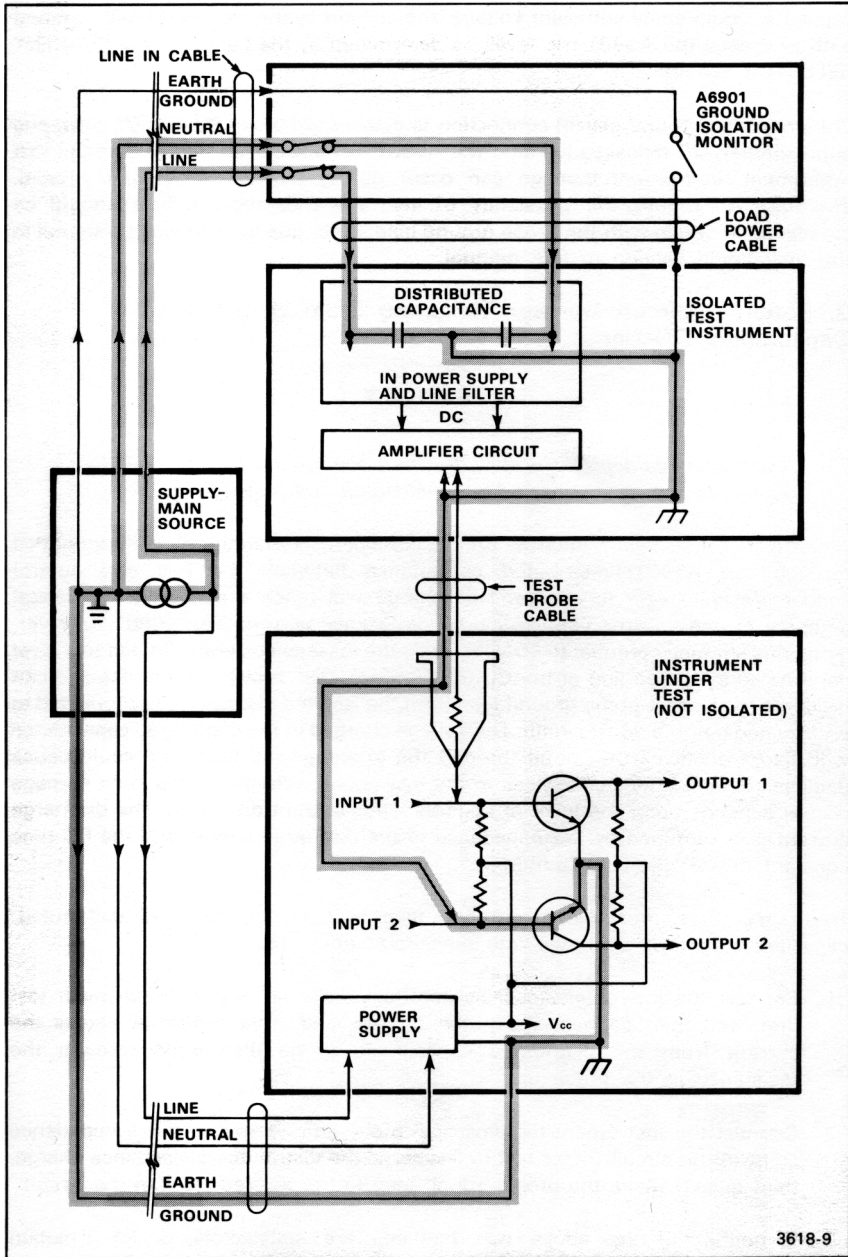 LINE IN CABLE
EARTH
GROUND
NEUTRAL
LINE
A6901
GROUND
ISOLATION
MONITOR
LOAD
POWER
CABLE
DISTRIBUTED
CAPACITANCE
ISOLATED
TEST
INSTRUMENT
IN POWER SUPPLY
AND LINE FILTER
DC
AMPLIFIER CIRCUIT
SUPPLY-
MAIN
SOURCE
TEST
PROBE
CABLE
INSTRUMENT
UNDER
TEST
(NOT ISOLATED)
INPUT 1
OUTPUT 1
INPUT 2
OUTPUT 2
POWER
SUPPLY
Vcc
LINE
NEUTRAL
EARTH
GROUND
3618-9